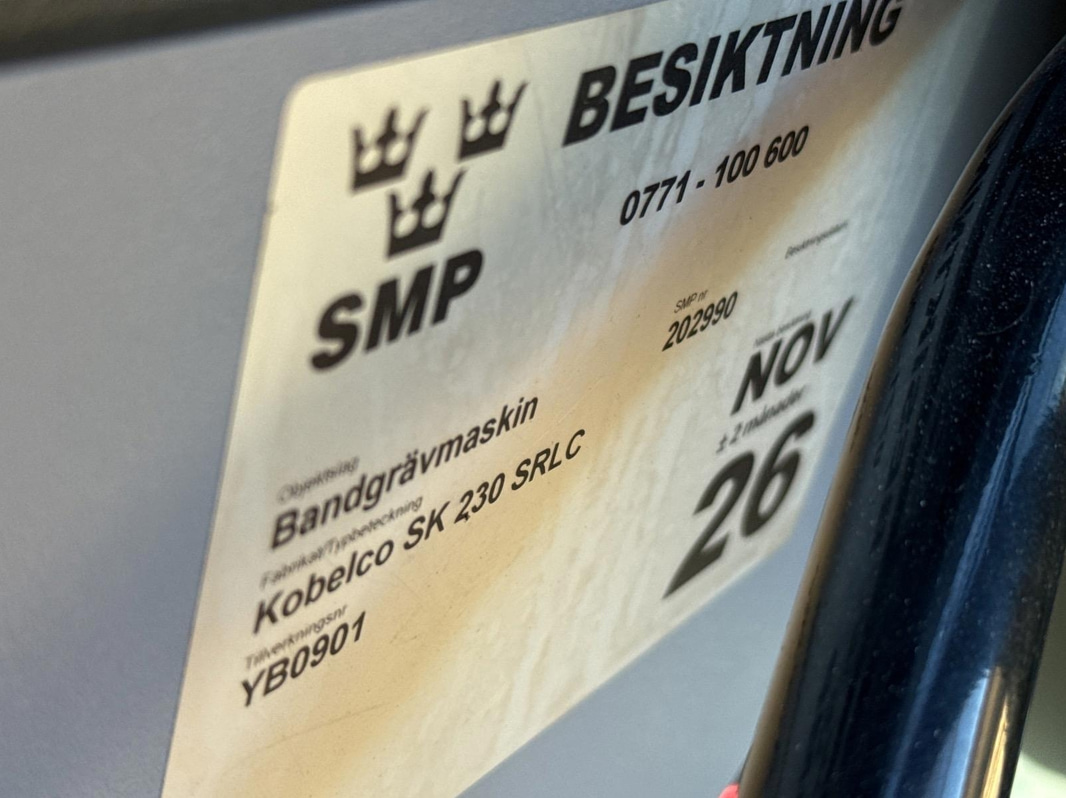 BESIKTNING
0771 - 100 600
SMP
SMP nr
202990
NOV
± 2 månader
26
Objektslag
Bandgrävmaskin
Fabrikat/Typbeteckning
Kobelco SK 230 SRLC
Tillverkningsnr
YB0901